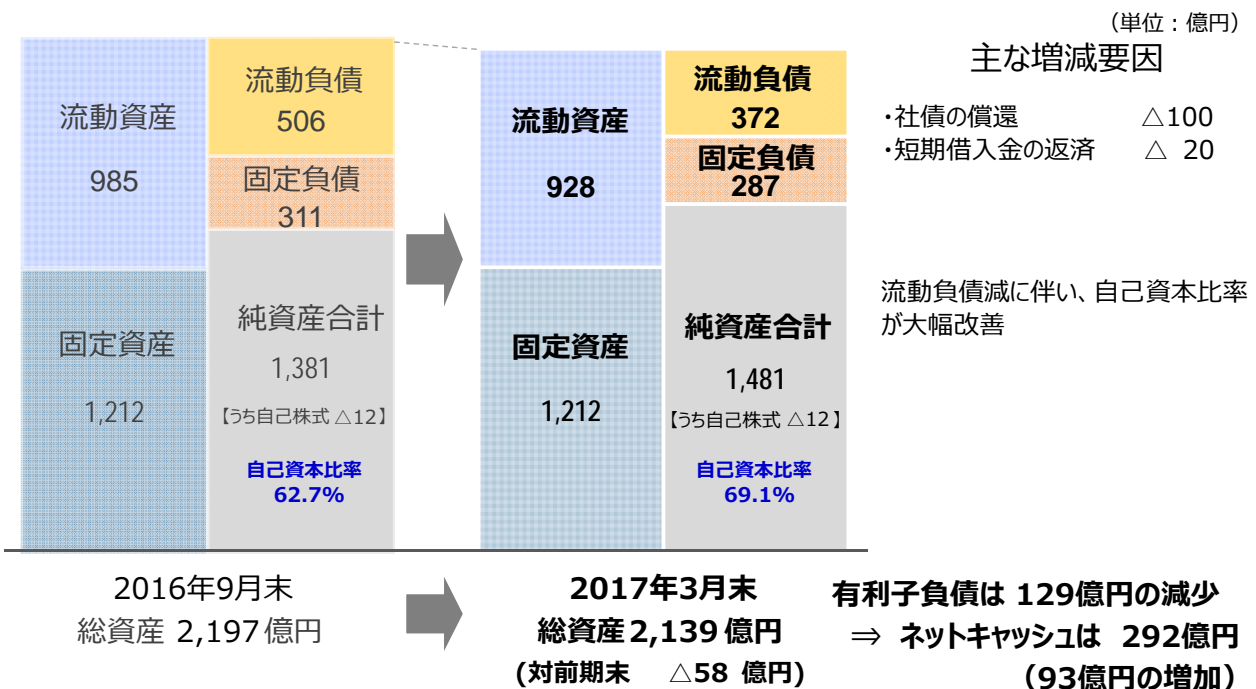 （単位：億円）
主な増減要因
・社債の償還 △100
・短期借入金の返済 △ 20
流動負債減に伴い、自己資本比率
が大幅改善
流動資産
985
固定資産
1,212
流動負債
506
固定負債
311
純資産合計
1,381
【うち自己株式 △12】
自己資本比率
62.7%
流動資産
928
固定資産
1,212
流動負債
372
固定負債
287
純資産合計
1,481
【うち自己株式 △12】
自己資本比率
69.1%
2016年9月末
総資産 2,197億円
2017年3月末
総資産2,139億円
(対前期末 △58 億円)
有利子負債は 129億円の減少
⇒ ネットキャッシュは 292億円
（93億円の増加）